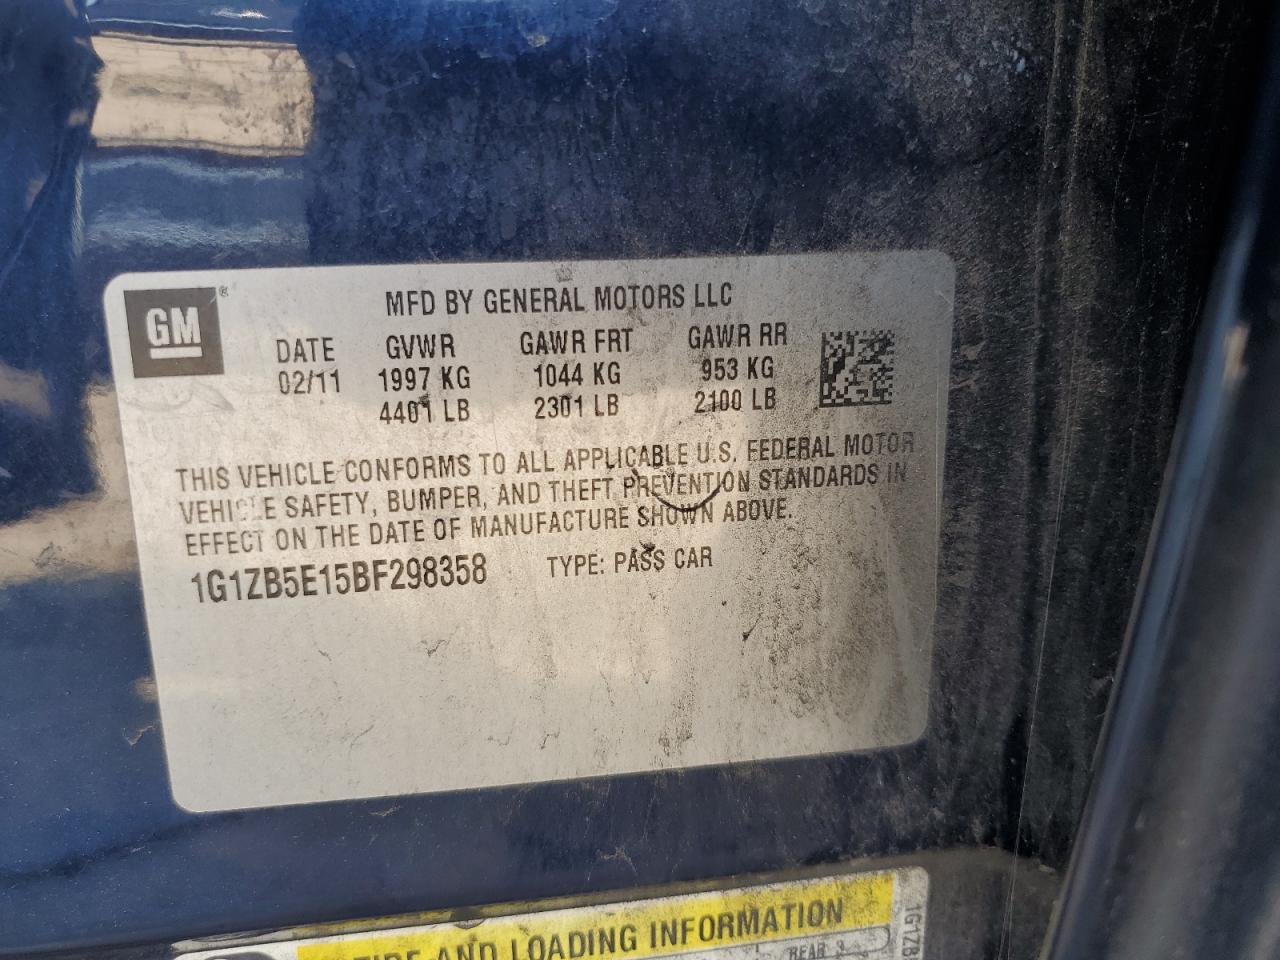 GM ®
MFD BY GENERAL MOTORS LLC
DATE GVWR GAWR FRT GAWR RR
02/11 1997 KG 1044 KG 953 KG
4401 LB 2301 LB 2100 LB
THIS VEHICLE CONFORMS TO ALL APPLICABLE U.S. FEDERAL MOTOR
VEHICLE SAFETY, BUMPER, AND THEFT PREVENTION STANDARDS IN
EFFECT ON THE DATE OF MANUFACTURE SHOWN ABOVE.
1G1ZB5E15BF298358 TYPE: PASS CAR
TIRE AND LOADING INFORMATION
REAR
1G1ZB